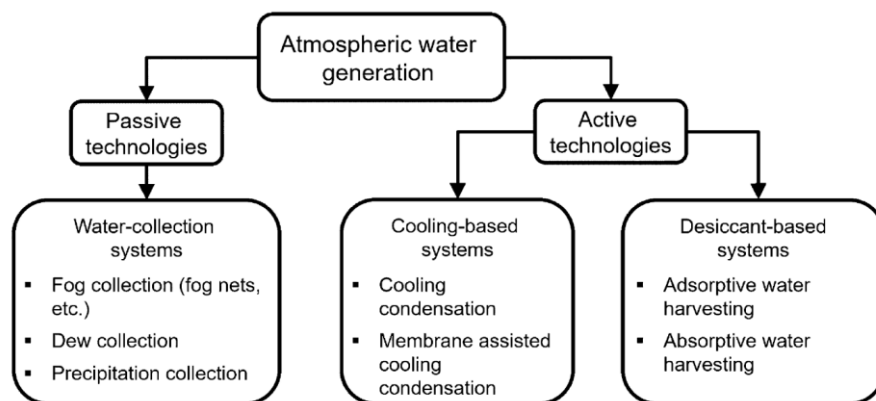 Atmospheric water
generation
Passive
technologies
Active
technologies
Water-collection
systems
▪ Fog collection (fog nets,
etc.)
▪ Dew collection
▪ Precipitation collection
Cooling-based
systems
▪ Cooling
condensation
▪ Membrane assisted
cooling
condensation
Desiccant-based
systems
▪ Adsorptive water
harvesting
▪ Absorptive water
harvesting